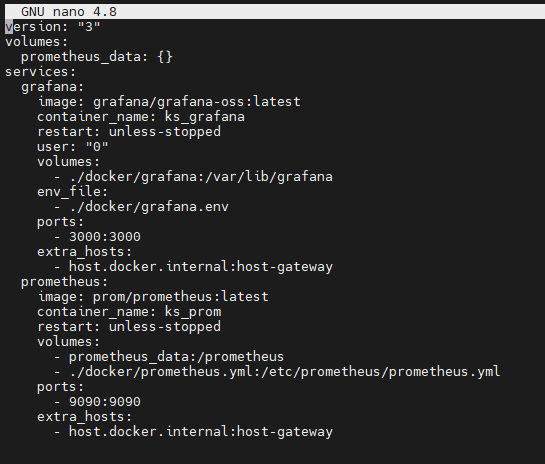 GNU nano 4.8
version: "3"
volumes:
  prometheus_data: {}
services:
  grafana:
    image: grafana/grafana-oss:latest
    container_name: ks_grafana
    restart: unless-stopped
    user: "0"
    volumes:
      - ./docker/grafana:/var/lib/grafana
    env_file:
      - ./docker/grafana.env
    ports:
      - 3000:3000
    extra_hosts:
      - host.docker.internal:host-gateway
  prometheus:
    image: prom/prometheus:latest
    container_name: ks_prom
    restart: unless-stopped
    volumes:
      - prometheus_data:/prometheus
      - ./docker/prometheus.yml:/etc/prometheus/prometheus.yml
    ports:
      - 9090:9090
    extra_hosts:
      - host.docker.internal:host-gateway